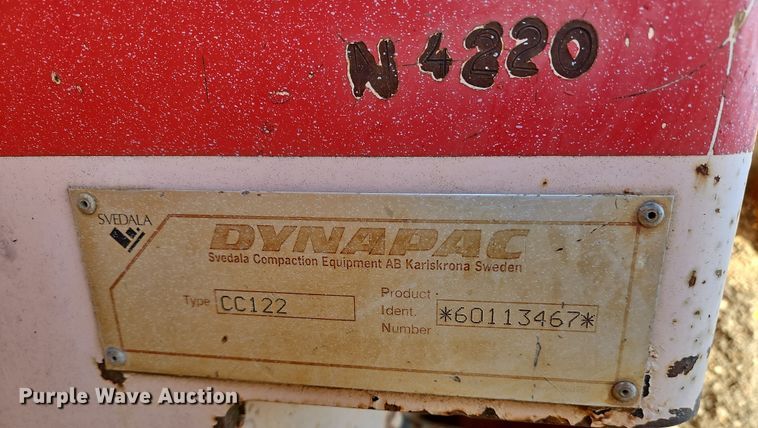 N 4220
SVEDALA
DYNAPAC
Svedala Compaction Equipment AB Karlskrona Sweden
Type CC122
Product
Ident. *60113467*
Number
Purple Wave Auction